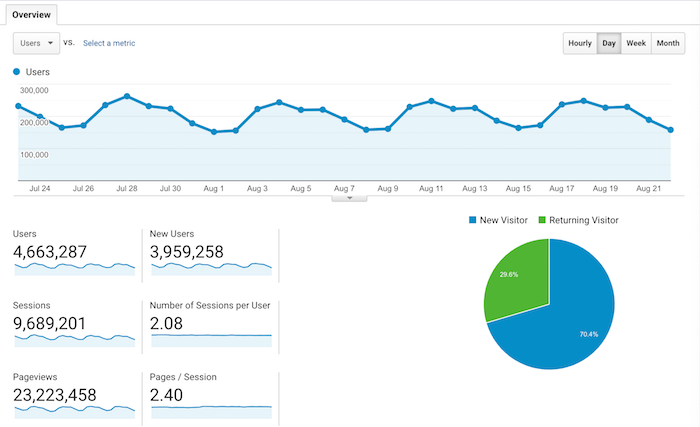 Overview
Users VS. Select a metric Hourly Day Week Month
Users
300,000
200,000
100,000
Jul 24 Jul 26 Jul 28 Jul 30 Aug 1 Aug 3 Aug 5 Aug 7 Aug 9 Aug 11 Aug 13 Aug 15 Aug 17 Aug 19 Aug 21
New Visitor Returning Visitor
Users New Users
4,663,287 3,959,258
29.6%
70.4%
Sessions Number of Sessions per User
9,689,201 2.08
Pageviews Pages / Session
23,223,458 2.40